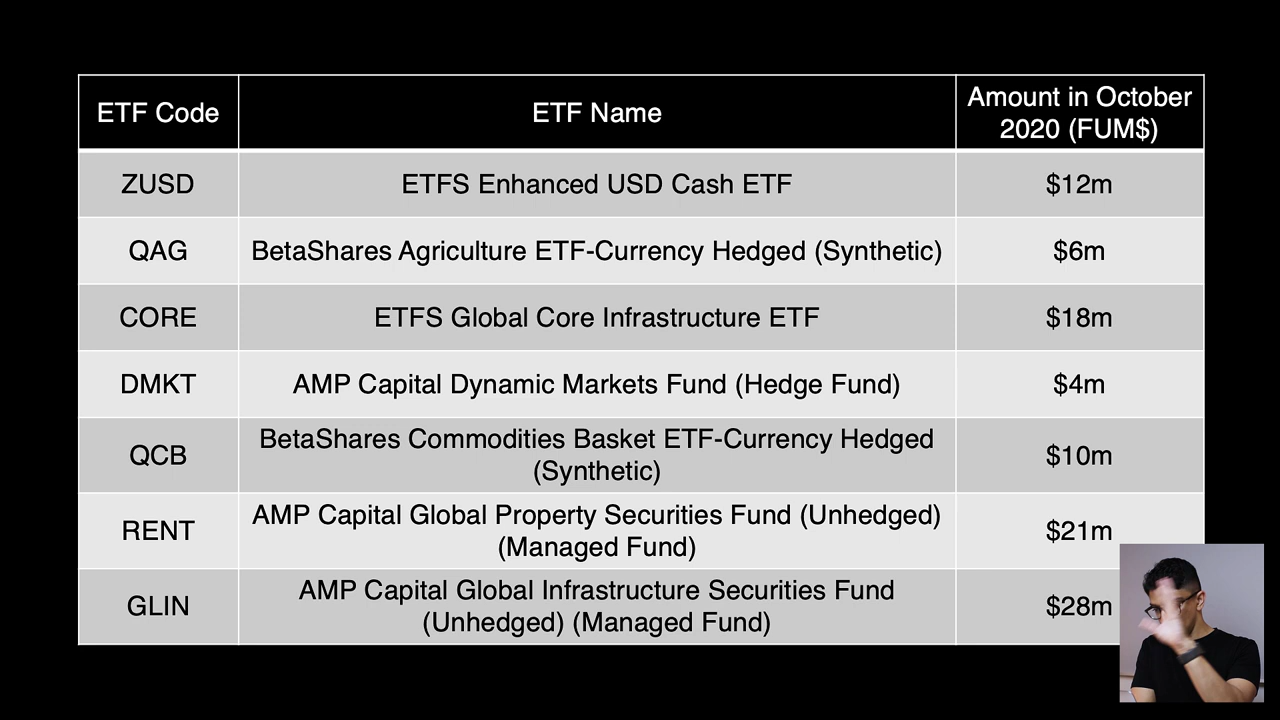 ETF Code
ETF Name
Amount in October
2020 (FUM$)
ZUSD
ETFS Enhanced USD Cash ETF
$12m
QAG
BetaShares Agriculture ETF-Currency Hedged (Synthetic)
$6m
CORE
ETFS Global Core Infrastructure ETF
$18m
DMKT
AMP Capital Dynamic Markets Fund (Hedge Fund)
$4m
QCB
BetaShares Commodities Basket ETF-Currency Hedged
(Synthetic)
$10m
RENT
AMP Capital Global Property Securities Fund (Unhedged)
(Managed Fund)
$21m
GLIN
AMP Capital Global Infrastructure Securities Fund
(Unhedged) (Managed Fund)
$28m